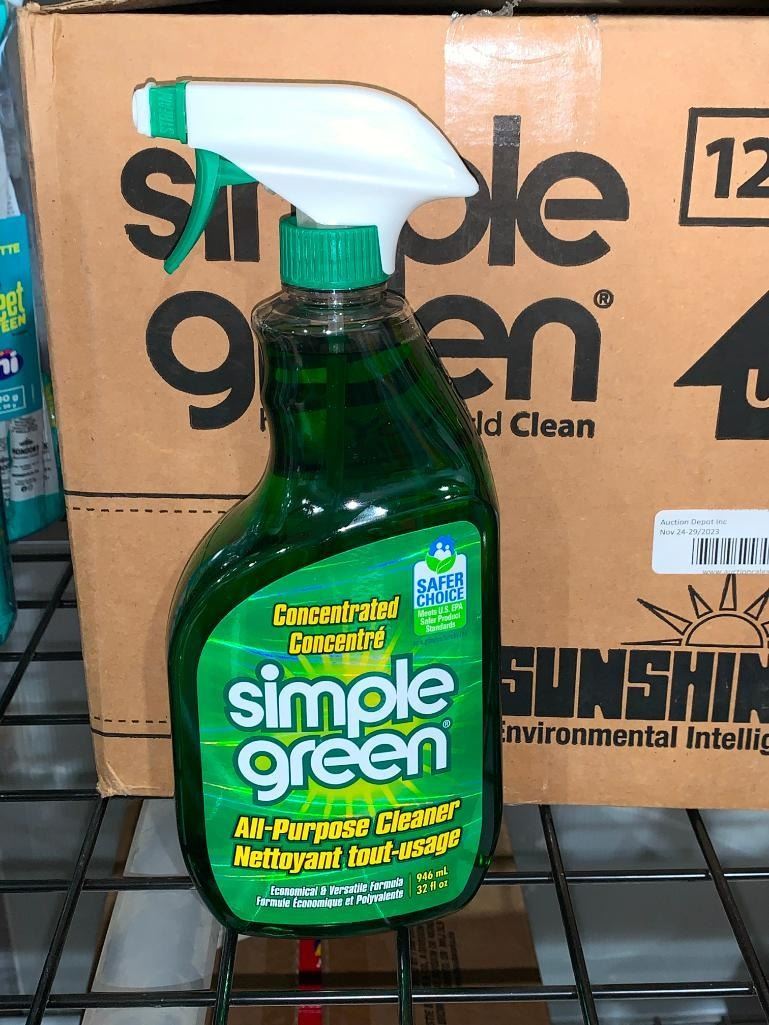 simple
green®
ld Clean
12
Auction Depot Inc
Nov 24-29/2023
SUNSHIN
Environmental Intellig
STREAM
Concentrated
Concentré
SAFER
CHOICE
Meets U.S. EPA
Safer Product
Standards
simple
green®
All-Purpose Cleaner
Nettoyant tout-usage
Economical & Versatile Formula
Formule Économique et Polyvalente
946 mL
32 fl oz